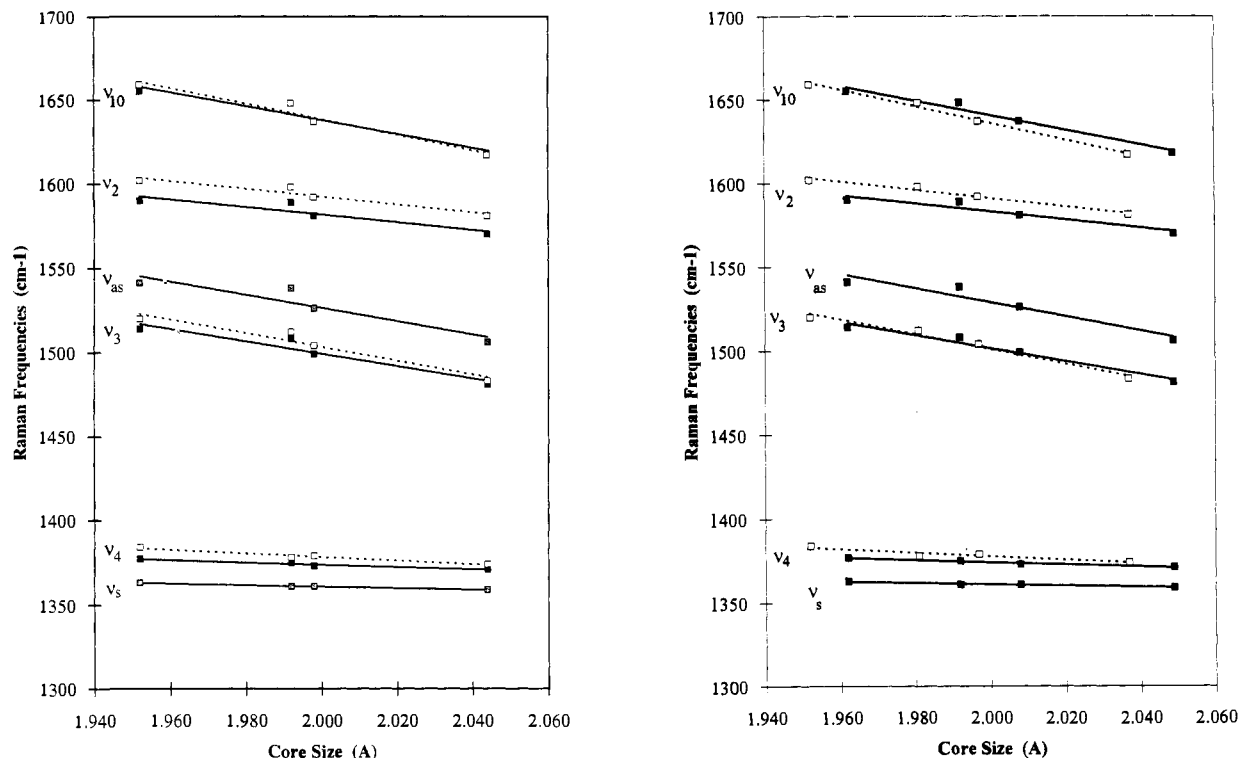 1700
1650
1600
1550
1500
1450
1400
1350
1300
Raman Frequencies (cm-1)
ν10
ν2
νas
ν3
ν4
νs
1.940 1.960 1.980 2.000 2.020 2.040 2.060
Core Size (A)
1700
1650
1600
1550
1500
1450
1400
1350
1300
Raman Frequencies (cm-1)
ν10
ν2
νas
ν3
ν4
νs
1.940 1.960 1.980 2.000 2.020 2.040 2.060
Core Size (A)